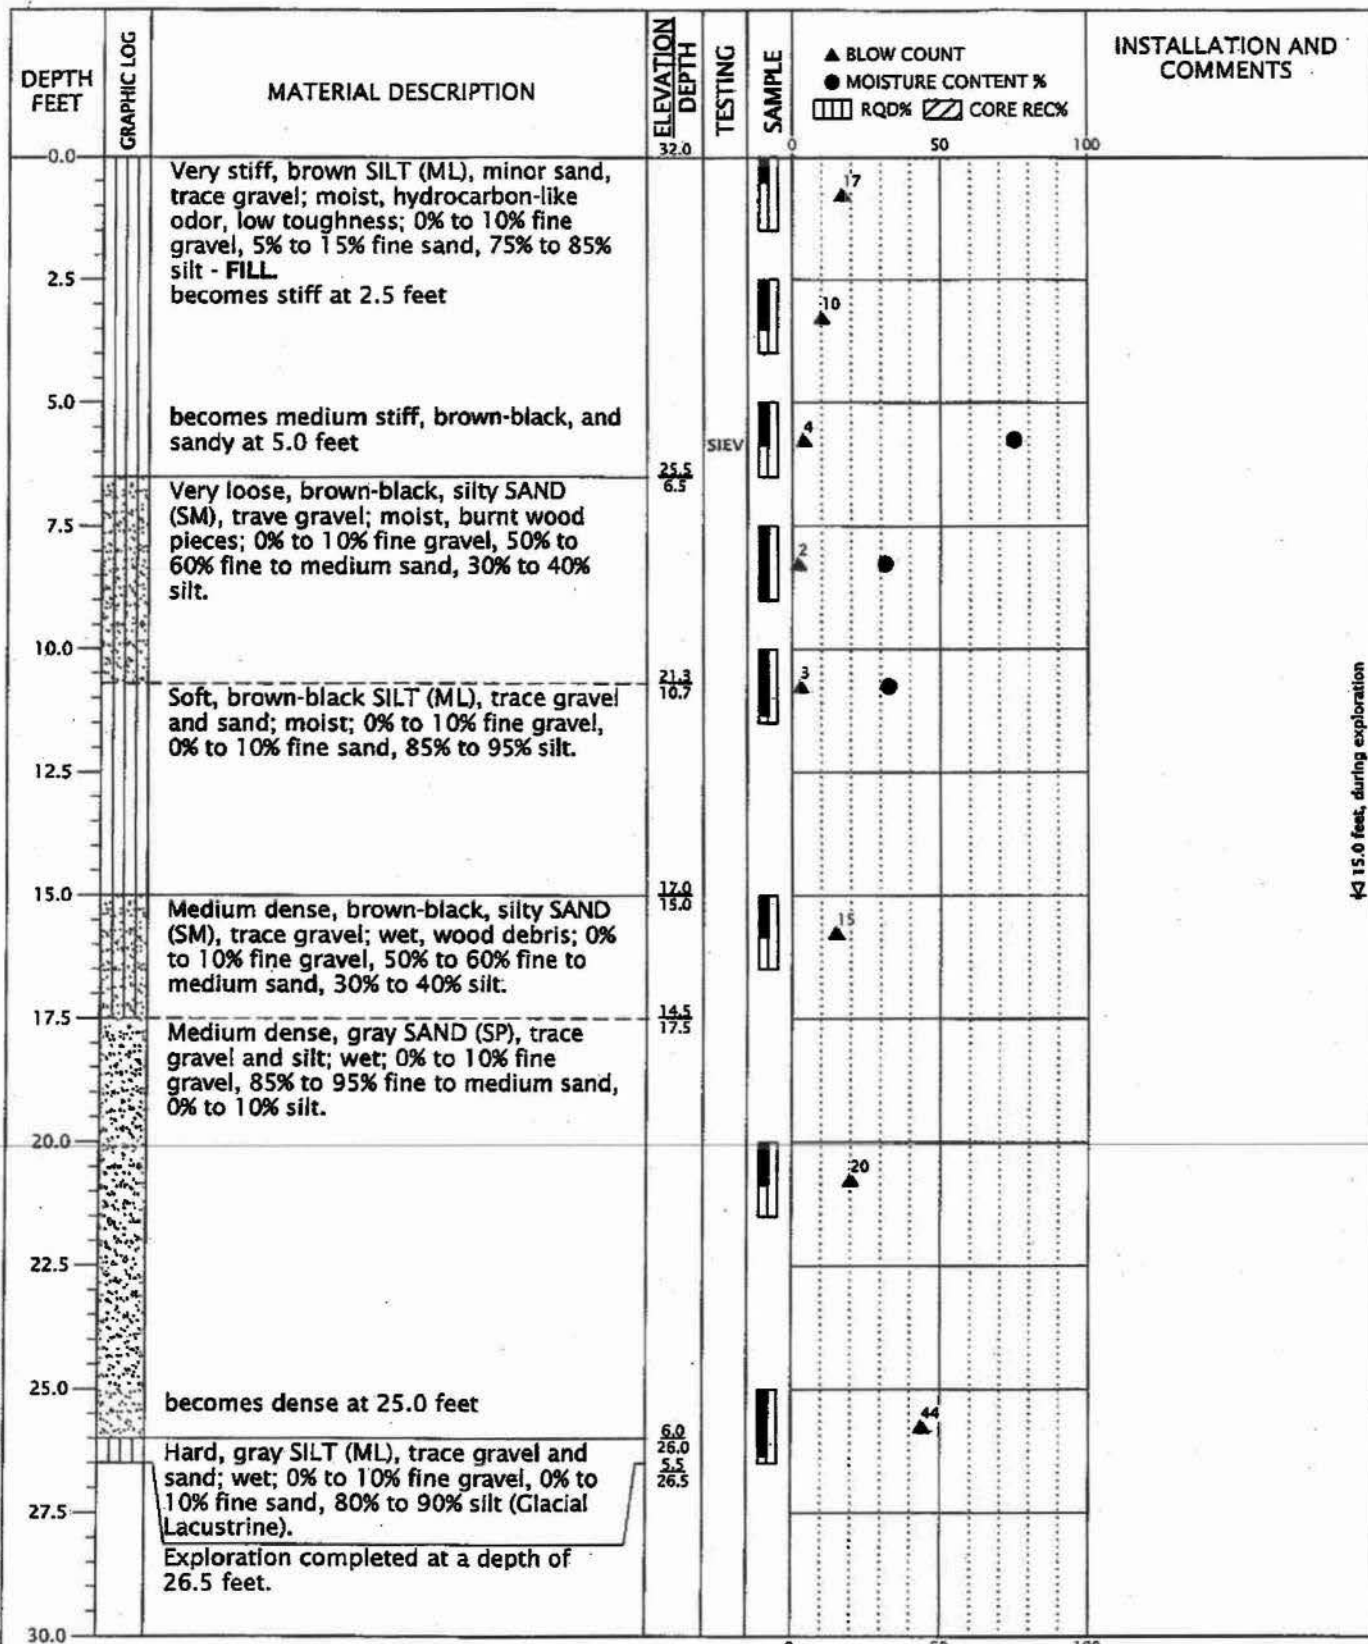 DEPTH
FEET
GRAPHIC LOG
MATERIAL DESCRIPTION
ELEVATION
DEPTH
TESTING
SAMPLE
▲ BLOW COUNT
● MOISTURE CONTENT %
RQD% CORE REC%
INSTALLATION AND
COMMENTS
0 50 100
0.0
32.0
Very stiff, brown SILT (ML), minor sand,
trace gravel; moist, hydrocarbon-like
odor, low toughness; 0% to 10% fine
gravel, 5% to 15% fine sand, 75% to 85%
silt - FILL.
17
2.5
becomes stiff at 2.5 feet
10
5.0
becomes medium stiff, brown-black, and
sandy at 5.0 feet
SIEV
4
25.5
6.5
Very loose, brown-black, silty SAND
(SM), trave gravel; moist, burnt wood
pieces; 0% to 10% fine gravel, 50% to
60% fine to medium sand, 30% to 40%
silt.
7.5
2
10.0
3
21.3
10.7
Soft, brown-black SILT (ML), trace gravel
and sand; moist; 0% to 10% fine gravel,
0% to 10% fine sand, 85% to 95% silt.
12.5
15.0 feet, during exploration
15.0
17.0
15.0
Medium dense, brown-black, silty SAND
(SM), trace gravel; wet, wood debris; 0%
to 10% fine gravel, 50% to 60% fine to
medium sand, 30% to 40% silt.
15
17.5
14.5
17.5
Medium dense, gray SAND (SP), trace
gravel and silt; wet; 0% to 10% fine
gravel, 85% to 95% fine to medium sand,
0% to 10% silt.
20.0
20
22.5
25.0
becomes dense at 25.0 feet
44
6.0
26.0
Hard, gray SILT (ML), trace gravel and
sand; wet; 0% to 10% fine gravel, 0% to
10% fine sand, 80% to 90% silt (Glacial
Lacustrine).
5.5
26.5
27.5
Exploration completed at a depth of
26.5 feet.
30.0